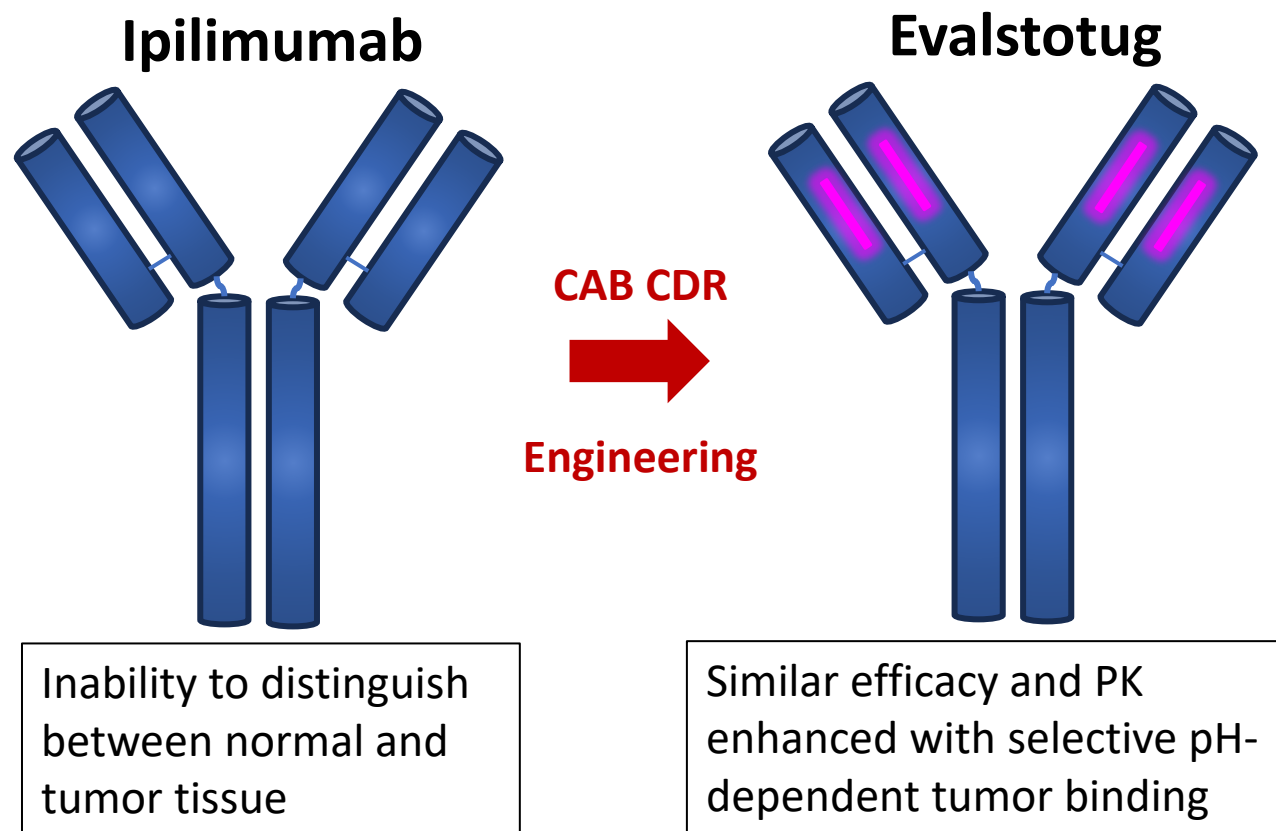 Ipilimumab
Evalstotug
CAB CDR
Engineering
Inability to distinguish
between normal and
tumor tissue
Similar efficacy and PK
enhanced with selective pH-
dependent tumor binding